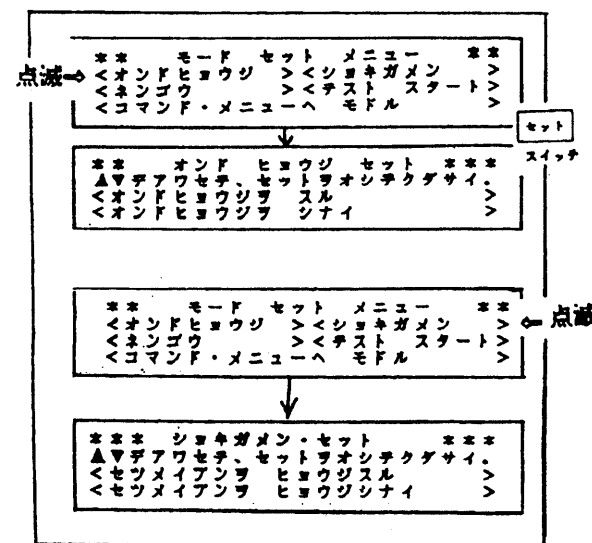 ** モード セット メニュー **
点滅⇒ <オンドヒョウジ ><ショキガメン >
<ネンゴウ ><テスト スタート>
<コマンド・メニューヘ モドル >
セット
スイッチ
** オンド ヒョウジ セット ***
▲▼デアワセテ、セットヲオシテクダサイ。
<オンドヒョウジヲ スル >
<オンドヒョウジヲ シナイ >
** モード セット メニュー **
<オンドヒョウジ ><ショキガメン > ⇐ 点滅
<ネンゴウ ><テスト スタート>
<コマンド・メニューヘ モドル >
*** ショキガメン・セット ***
▲▼デアワセテ、セットヲオシテクダサイ。
<セツメイブンヲ ヒョウジスル >
<セツメイブンヲ ヒョウジシナイ >